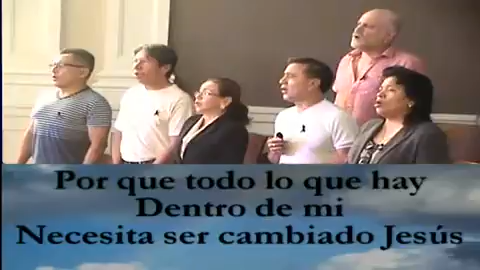 Por que todo lo que hay
Dentro de mi
Necesita ser cambiado Jesús